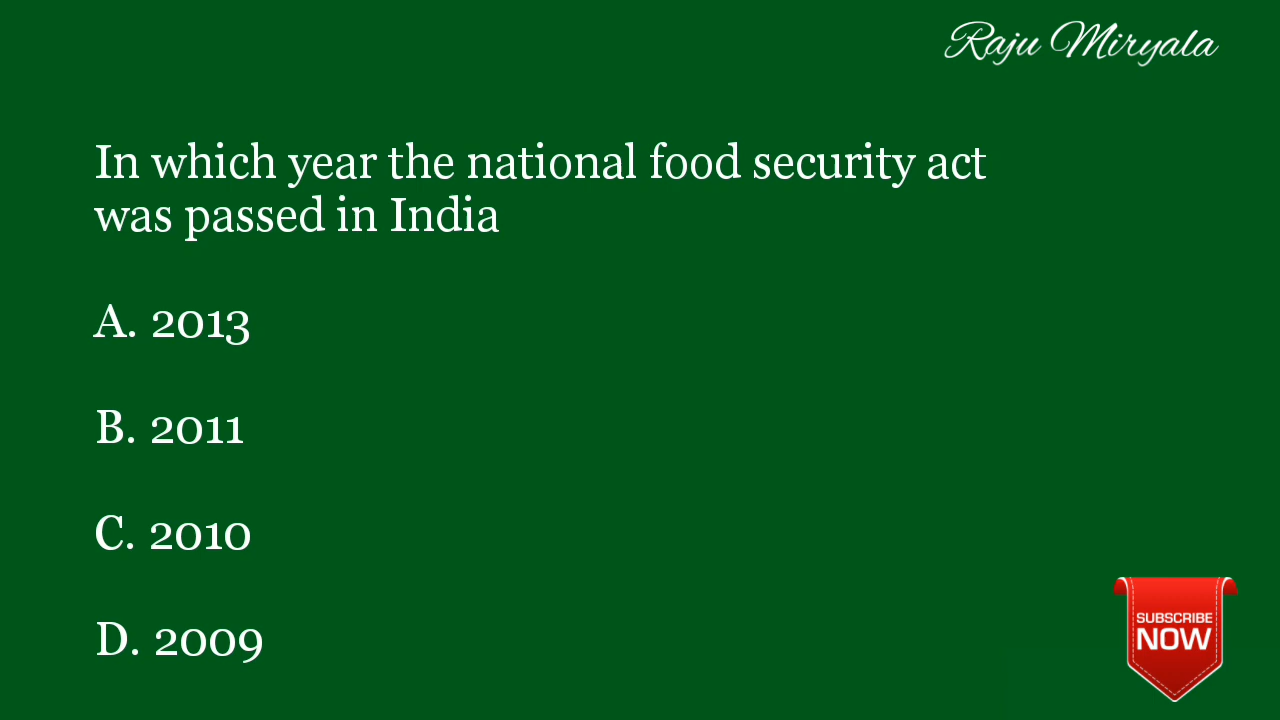 Raju Miryala
In which year the national food security act
was passed in India
A. 2013
B. 2011
C. 2010
D. 2009
SUBSCRIBE
NOW